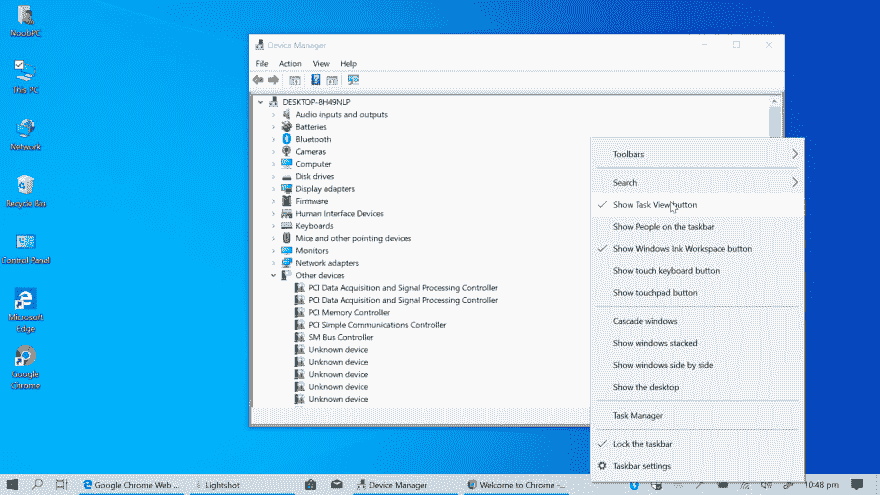 NoobPC
This PC
Network
Recycle Bin
Control Panel
Microsoft
Edge
Google
Chrome
Device Manager
File Action View Help
DESKTOP-8H49NLP
Audio inputs and outputs
Batteries
Bluetooth
Cameras
Computer
Disk drives
Display adapters
Firmware
Human Interface Devices
Keyboards
Mice and other pointing devices
Monitors
Network adapters
Other devices
PCI Data Acquisition and Signal Processing Controller
PCI Data Acquisition and Signal Processing Controller
PCI Memory Controller
PCI Simple Communications Controller
SM Bus Controller
Unknown device
Unknown device
Unknown device
Unknown device
Unknown device
Toolbars
Search
Show Task View button
Show People on the taskbar
Show Windows Ink Workspace button
Show touch keyboard button
Show touchpad button
Cascade windows
Show windows stacked
Show windows side by side
Show the desktop
Task Manager
Lock the taskbar
Taskbar settings
Google Chrome Web ... Lightshot Device Manager Welcome to Chrome -... 10:48 pm